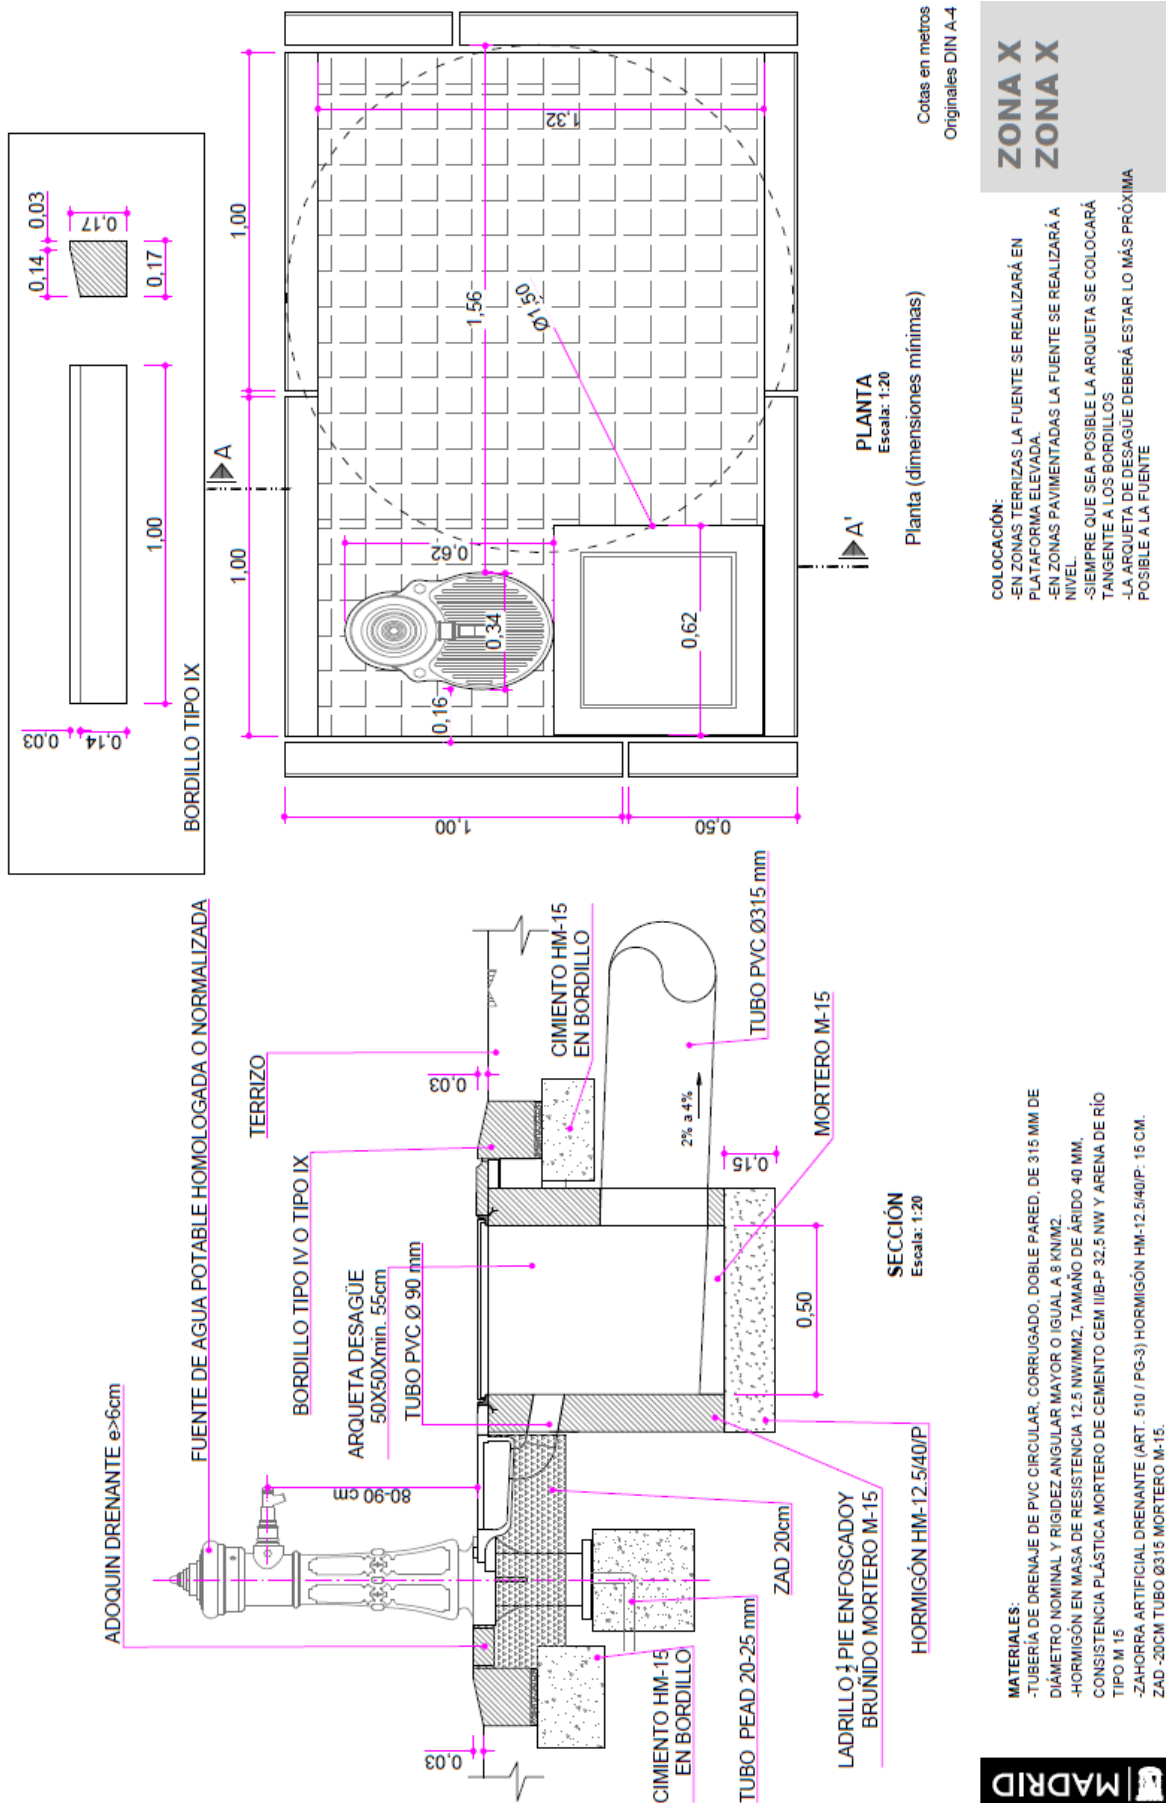 ADOQUIN DRENANTE e>6cm
FUENTE DE AGUA POTABLE HOMOLOGADA O NORMALIZADA
TERRIZO
BORDILLO TIPO IV O TIPO IX
ARQUETA DESAGÜE
50X50Xmin. 55cm
TUBO PVC Ø 90 mm
80-90 cm
0,03
0,03
CIMIENTO HM-15
EN BORDILLO
TUBO PVC Ø315 mm
2% a 4%
0,15
MORTERO M-15
0,50
SECCIÓN
Escala: 1:20
CIMIENTO HM-15
EN BORDILLO
TUBO PEAD 20-25 mm
ZAD 20cm
LADRILLO ½ PIE ENFOSCADOY
BRUÑIDO MORTERO M-15
HORMIGÓN HM-12.5/40/P
0,03
0,14
1,00
0,14
0,03
0,17
0,17
BORDILLO TIPO IX
1,00
1,00
A
1,32
1,56
Ø1,50
0,62
0,34
0,16
0,62
1,00
0,50
A'
PLANTA
Escala: 1:20
Planta (dimensiones mínimas)
Cotas en metros
Originales DIN A-4
MATERIALES:
-TUBERÍA DE DRENAJE DE PVC CIRCULAR, CORRUGADO, DOBLE PARED, DE 315 MM DE
DIÁMETRO NOMINAL Y RIGIDEZ ANGULAR MAYOR O IGUAL A 8 KN/M2.
-HORMIGÓN EN MASA DE RESISTENCIA 12.5 NW/MM2, TAMAÑO DE ÁRIDO 40 MM,
CONSISTENCIA PLÁSTICA MORTERO DE CEMENTO CEM II/B-P 32,5 NW Y ARENA DE RÍO
TIPO M 15
-ZAHORRA ARTIFICIAL DRENANTE (ART. 510 / PG-3) HORMIGÓN HM-12.5/40/P: 15 CM.
ZAD -20CM TUBO Ø315 MORTERO M-15.
COLOCACIÓN:
-EN ZONAS TERRIZAS LA FUENTE SE REALIZARÁ EN
PLATAFORMA ELEVADA.
-EN ZONAS PAVIMENTADAS LA FUENTE SE REALIZARÁ A
NIVEL.
-SIEMPRE QUE SEA POSIBLE LA ARQUETA SE COLOCARÁ
TANGENTE A LOS BORDILLOS
-LA ARQUETA DE DESAGÜE DEBERÁ ESTAR LO MÁS PRÓXIMA
POSIBLE A LA FUENTE
ZONA X
ZONA X
MADRID